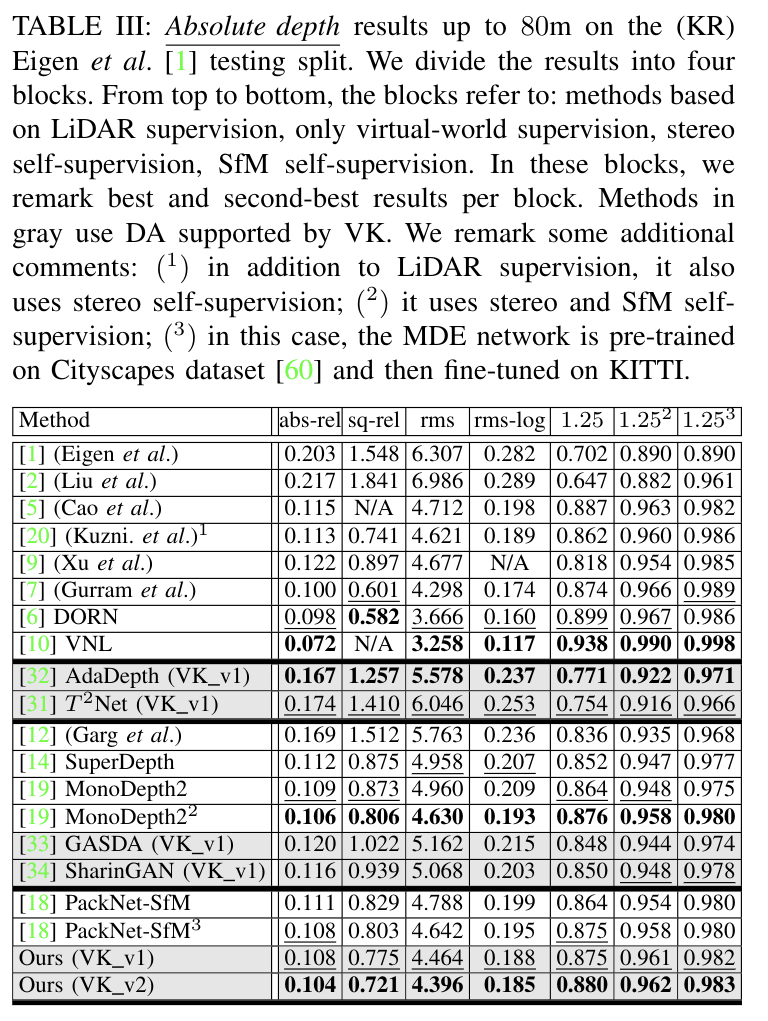 TABLE III: Absolute depth results up to 80m on the (KR)
Eigen et al. [1] testing split. We divide the results into four
blocks. From top to bottom, the blocks refer to: methods based
on LiDAR supervision, only virtual-world supervision, stereo
self-supervision, SfM self-supervision. In these blocks, we
remark best and second-best results per block. Methods in
gray use DA supported by VK. We remark some additional
comments: (¹) in addition to LiDAR supervision, it also
uses stereo self-supervision; (²) it uses stereo and SfM self-
supervision; (³) in this case, the MDE network is pre-trained
on Cityscapes dataset [60] and then fine-tuned on KITTI.
Method abs-rel sq-rel rms rms-log 1.25 1.25² 1.25³
[1] (Eigen et al.) 0.203 1.548 6.307 0.282 0.702 0.890 0.890
[2] (Liu et al.) 0.217 1.841 6.986 0.289 0.647 0.882 0.961
[5] (Cao et al.) 0.115 N/A 4.712 0.198 0.887 0.963 0.982
[20] (Kuzni. et al.)¹ 0.113 0.741 4.621 0.189 0.862 0.960 0.986
[9] (Xu et al.) 0.122 0.897 4.677 N/A 0.818 0.954 0.985
[7] (Gurram et al.) 0.100 0.601 4.298 0.174 0.874 0.966 0.989
[6] DORN 0.098 0.582 3.666 0.160 0.899 0.967 0.986
[10] VNL 0.072 N/A 3.258 0.117 0.938 0.990 0.998
[32] AdaDepth (VK_v1) 0.167 1.257 5.578 0.237 0.771 0.922 0.971
[31] T²Net (VK_v1) 0.174 1.410 6.046 0.253 0.754 0.916 0.966
[12] (Garg et al.) 0.169 1.512 5.763 0.236 0.836 0.935 0.968
[14] SuperDepth 0.112 0.875 4.958 0.207 0.852 0.947 0.977
[19] MonoDepth2 0.109 0.873 4.960 0.209 0.864 0.948 0.975
[19] MonoDepth2² 0.106 0.806 4.630 0.193 0.876 0.958 0.980
[33] GASDA (VK_v1) 0.120 1.022 5.162 0.215 0.848 0.944 0.974
[34] SharinGAN (VK_v1) 0.116 0.939 5.068 0.203 0.850 0.948 0.978
[18] PackNet-SfM 0.111 0.829 4.788 0.199 0.864 0.954 0.980
[18] PackNet-SfM³ 0.108 0.803 4.642 0.195 0.875 0.958 0.980
Ours (VK_v1) 0.108 0.775 4.464 0.188 0.875 0.961 0.982
Ours (VK_v2) 0.104 0.721 4.396 0.185 0.880 0.962 0.983